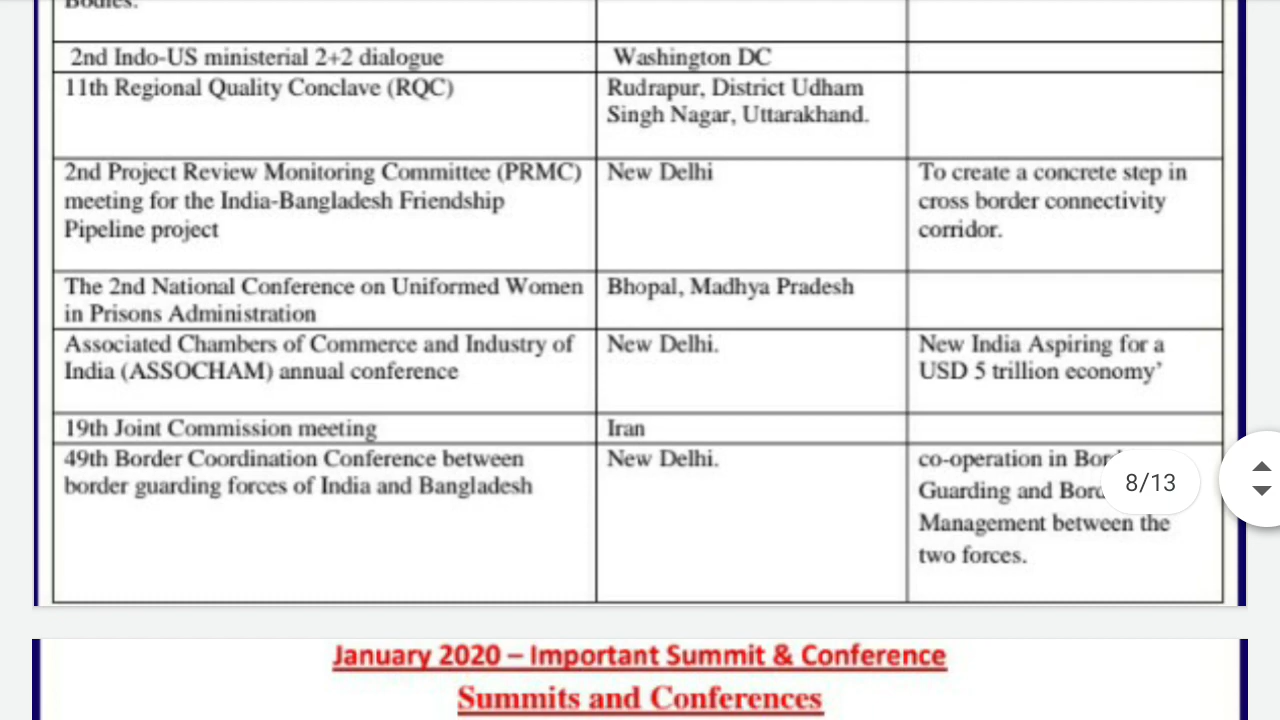 Bodies.
2nd Indo-US ministerial 2+2 dialogue
Washington DC
11th Regional Quality Conclave (RQC)
Rudrapur, District Udham
Singh Nagar, Uttarakhand.
2nd Project Review Monitoring Committee (PRMC)
meeting for the India-Bangladesh Friendship
Pipeline project
New Delhi
To create a concrete step in
cross border connectivity
corridor.
The 2nd National Conference on Uniformed Women
in Prisons Administration
Bhopal, Madhya Pradesh
Associated Chambers of Commerce and Industry of
India (ASSOCHAM) annual conference
New Delhi.
New India Aspiring for a
USD 5 trillion economy’
19th Joint Commission meeting
Iran
49th Border Coordination Conference between
border guarding forces of India and Bangladesh
New Delhi.
co-operation in
Guarding and
Management between the
two forces.
8/13
January 2020 – Important Summit & Conference
Summits and Conferences